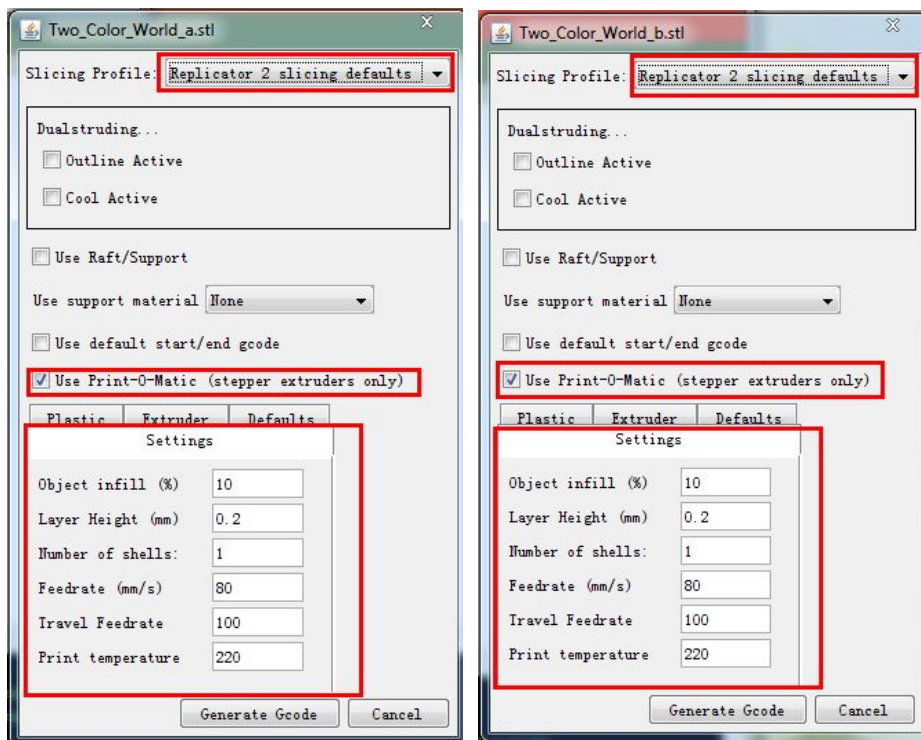 Two_Color_World_a.stl
Slicing Profile: Replicator 2 slicing defaults
Dualstruding...
Outline Active
Cool Active
Use Raft/Support
Use support material None
Use default start/end gcode
Use Print-O-Matic (stepper extruders only)
Plastic Extruder Defaults
Settings
Object infill (%) 10
Layer Height (mm) 0.2
Number of shells: 1
Feedrate (mm/s) 80
Travel Feedrate 100
Print temperature 220
Generate Gcode Cancel
Two_Color_World_b.stl
Slicing Profile: Replicator 2 slicing defaults
Dualstruding...
Outline Active
Cool Active
Use Raft/Support
Use support material None
Use default start/end gcode
Use Print-O-Matic (stepper extruders only)
Plastic Extruder Defaults
Settings
Object infill (%) 10
Layer Height (mm) 0.2
Number of shells: 1
Feedrate (mm/s) 80
Travel Feedrate 100
Print temperature 220
Generate Gcode Cancel